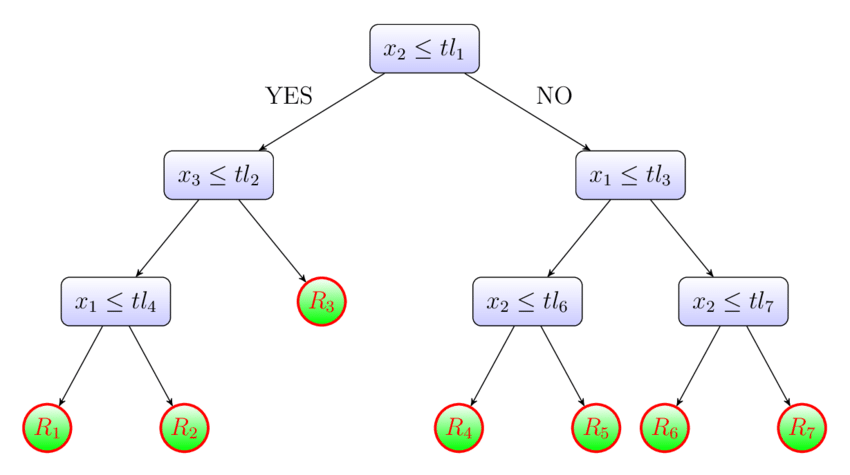 x₂ ≤ tl₁
YES NO
x₃ ≤ tl₂ x₁ ≤ tl₃
x₁ ≤ tl₄ R₃ x₂ ≤ tl₆ x₂ ≤ tl₇
R₁ R₂ R₄ R₅ R₆ R₇